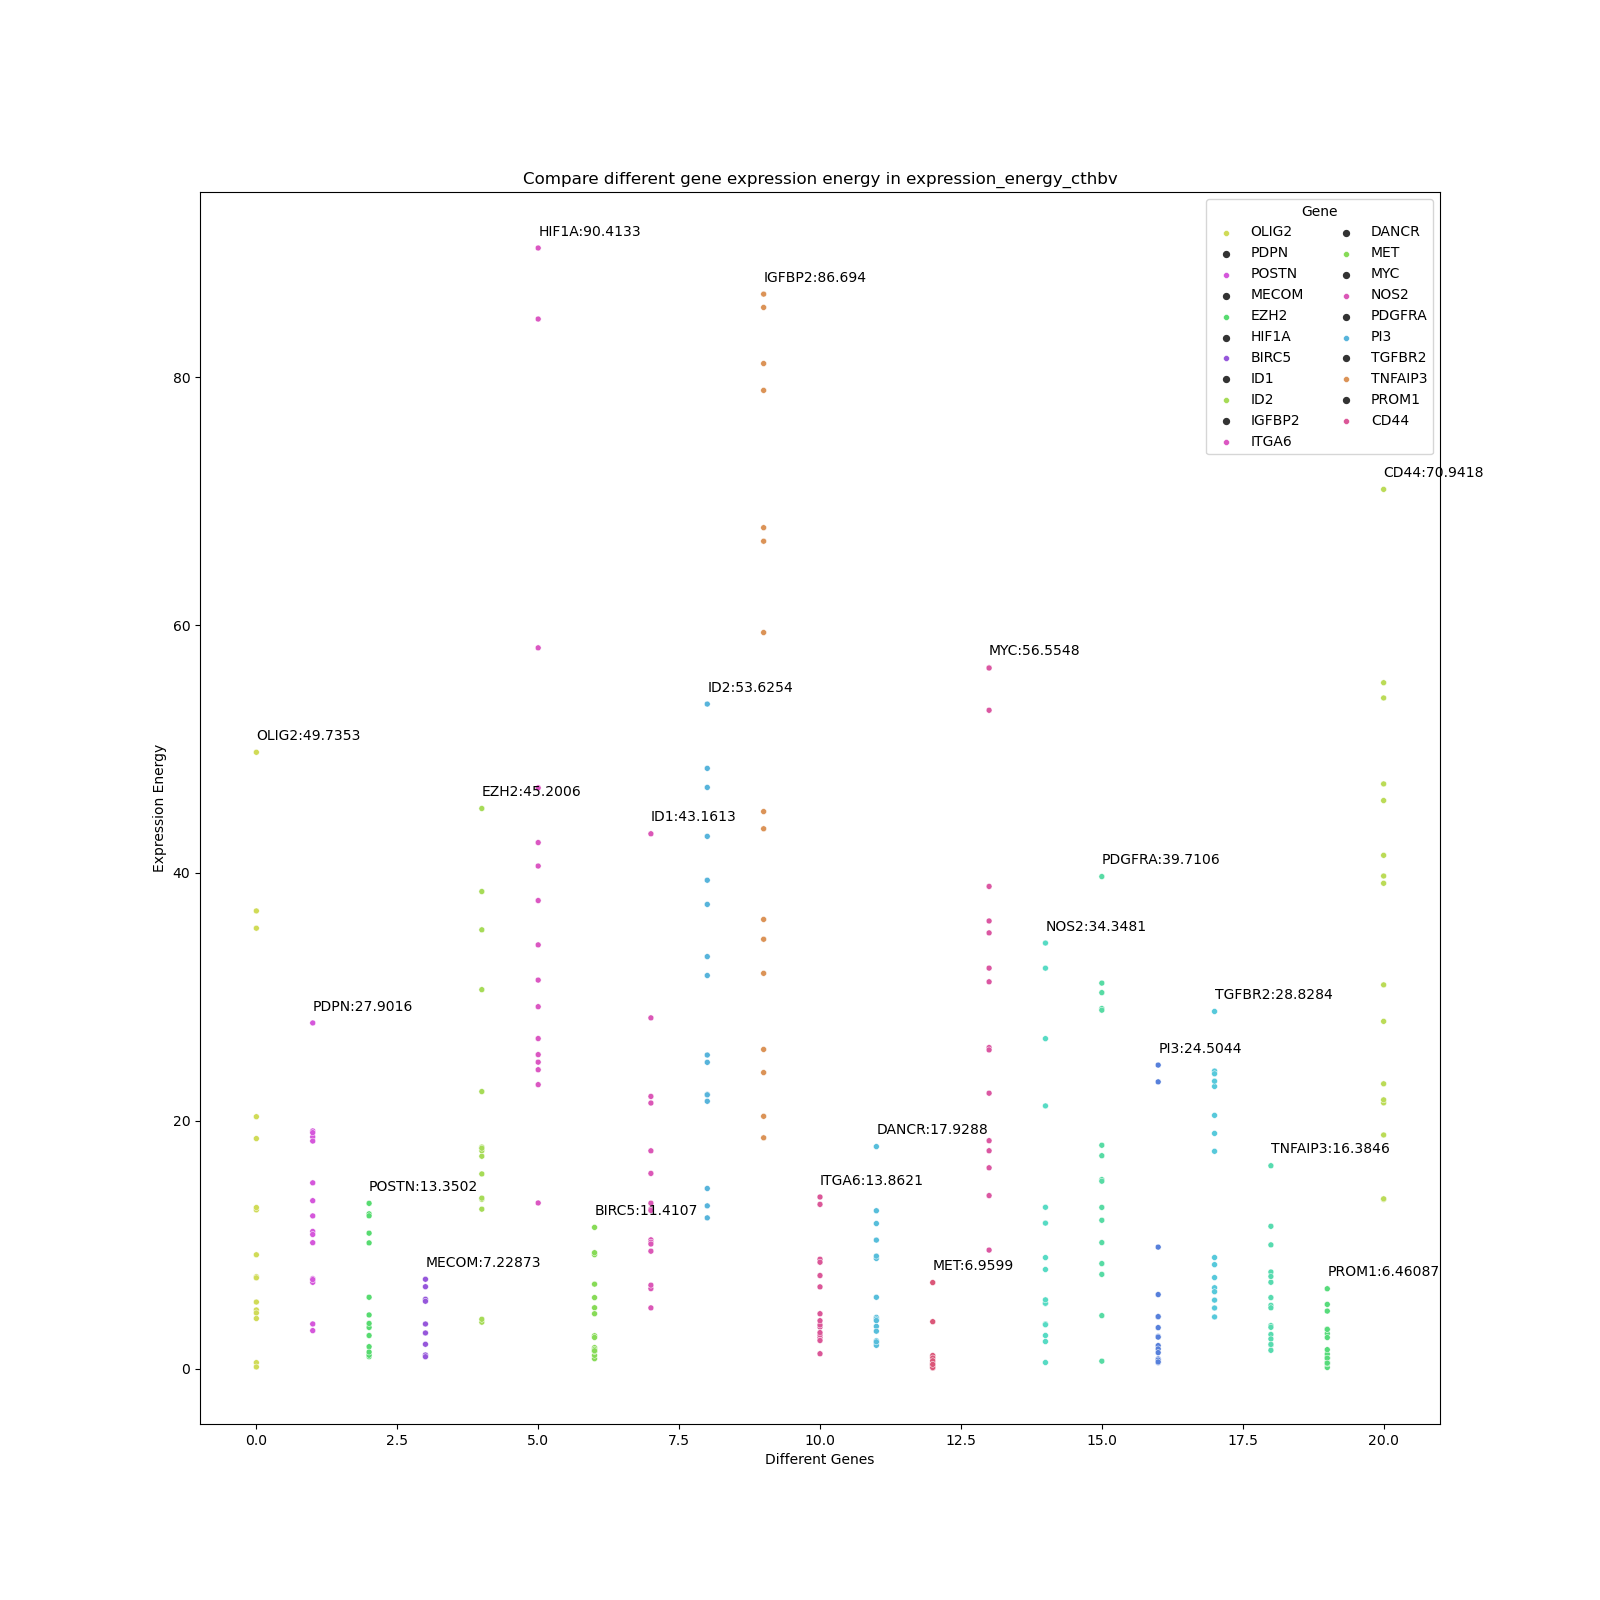 Compare different gene expression energy in expression_energy_cthbv
Gene
OLIG2
PDPN
POSTN
MECOM
EZH2
HIF1A
BIRC5
ID1
ID2
IGFBP2
ITGA6
DANCR
MET
MYC
NOS2
PDGFRA
PI3
TGFBR2
TNFAIP3
PROM1
CD44
HIF1A:90.4133
IGFBP2:86.694
CD44:70.9418
MYC:56.5548
ID2:53.6254
OLIG2:49.7353
EZH2:45.2006
ID1:43.1613
PDGFRA:39.7106
NOS2:34.3481
TGFBR2:28.8284
PDPN:27.9016
PI3:24.5044
DANCR:17.9288
TNFAIP3:16.3846
ITGA6:13.8621
POSTN:13.3502
BIRC5:11.4107
MECOM:7.22873
MET:6.9599
PROM1:6.46087
80
60
40
20
0
Expression Energy
0.0 2.5 5.0 7.5 10.0 12.5 15.0 17.5 20.0
Different Genes